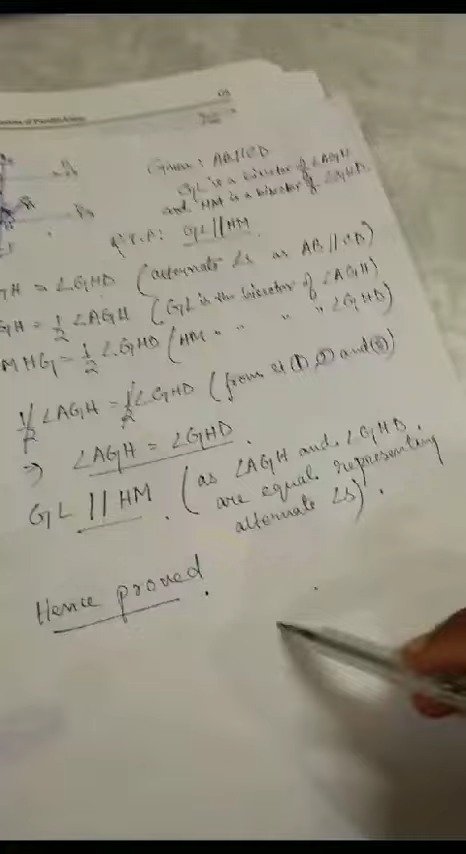 Given: AB||CD
GL is a bisector of ∠AGH
and HM is a bisector of ∠GHD.
R.T.P: GL||HM
GH = ∠GHD (alternate ∠s as AB||CD)
GH = 1/2 ∠AGH (GL is the bisector of ∠AGH)
MHG = 1/2 ∠GHD (HM " " " " ∠GHD)
1/2 ∠AGH = 1/2 ∠GHD (from (1), (2) and (3))
⇒ ∠AGH = ∠GHD.
GL || HM. (as ∠AGH and ∠GHD
are equal representing
alternate ∠s).
Hence proved.